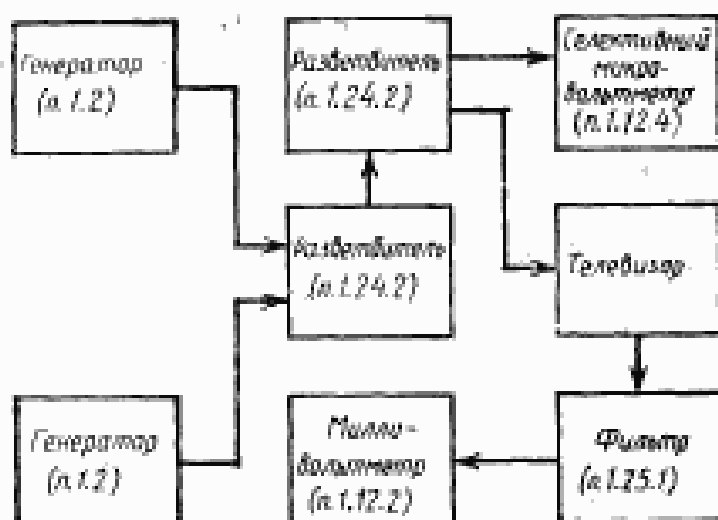 Генератор
(п.1.2)
Разветвитель
(п.1.24.2)
Селективный
микро-
вольтметр
(п.1.12.4)
Разветвитель
(п.1.24.2)
Телевизор
Генератор
(п.1.2)
Милли-
вольтметр
(п.1.12.2)
Фильтр
(п.1.25.1)